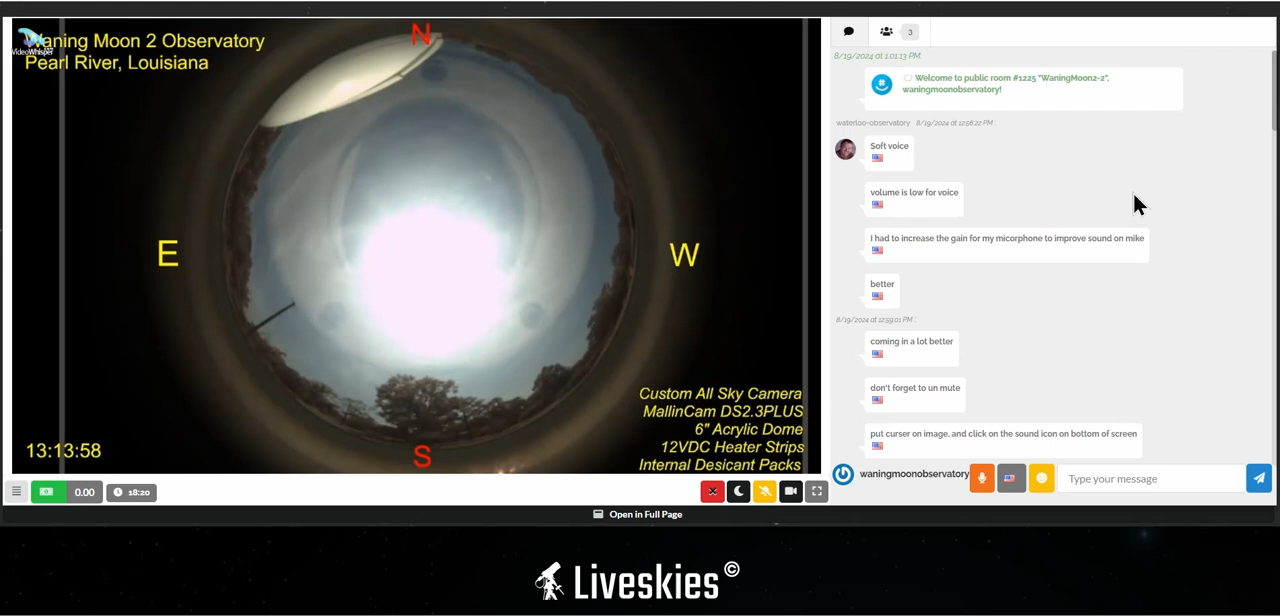 Waning Moon 2 Observatory
Pearl River, Louisiana
VideoWhisper
N
E
W
S
13:13:58
Custom All Sky Camera
MallinCam DS2.3PLUS
6" Acrylic Dome
12VDC Heater Strips
Internal Desicant Packs
0.00
18:20
3
8/19/2024 at 1:01:13 PM:
Welcome to public room #1225 "WaningMoon2-2",
waningmoonobservatory!
waterloo-observatory 8/19/2024 at 12:58:22 PM :
Soft voice
volume is low for voice
I had to increase the gain for my micorphone to improve sound on mike
better
8/19/2024 at 12:59:01 PM :
coming in a lot better
don't forget to un mute
put curser on image, and click on the sound icon on bottom of screen
waningmoonobservatory
Type your message
Open in Full Page
Liveskies©